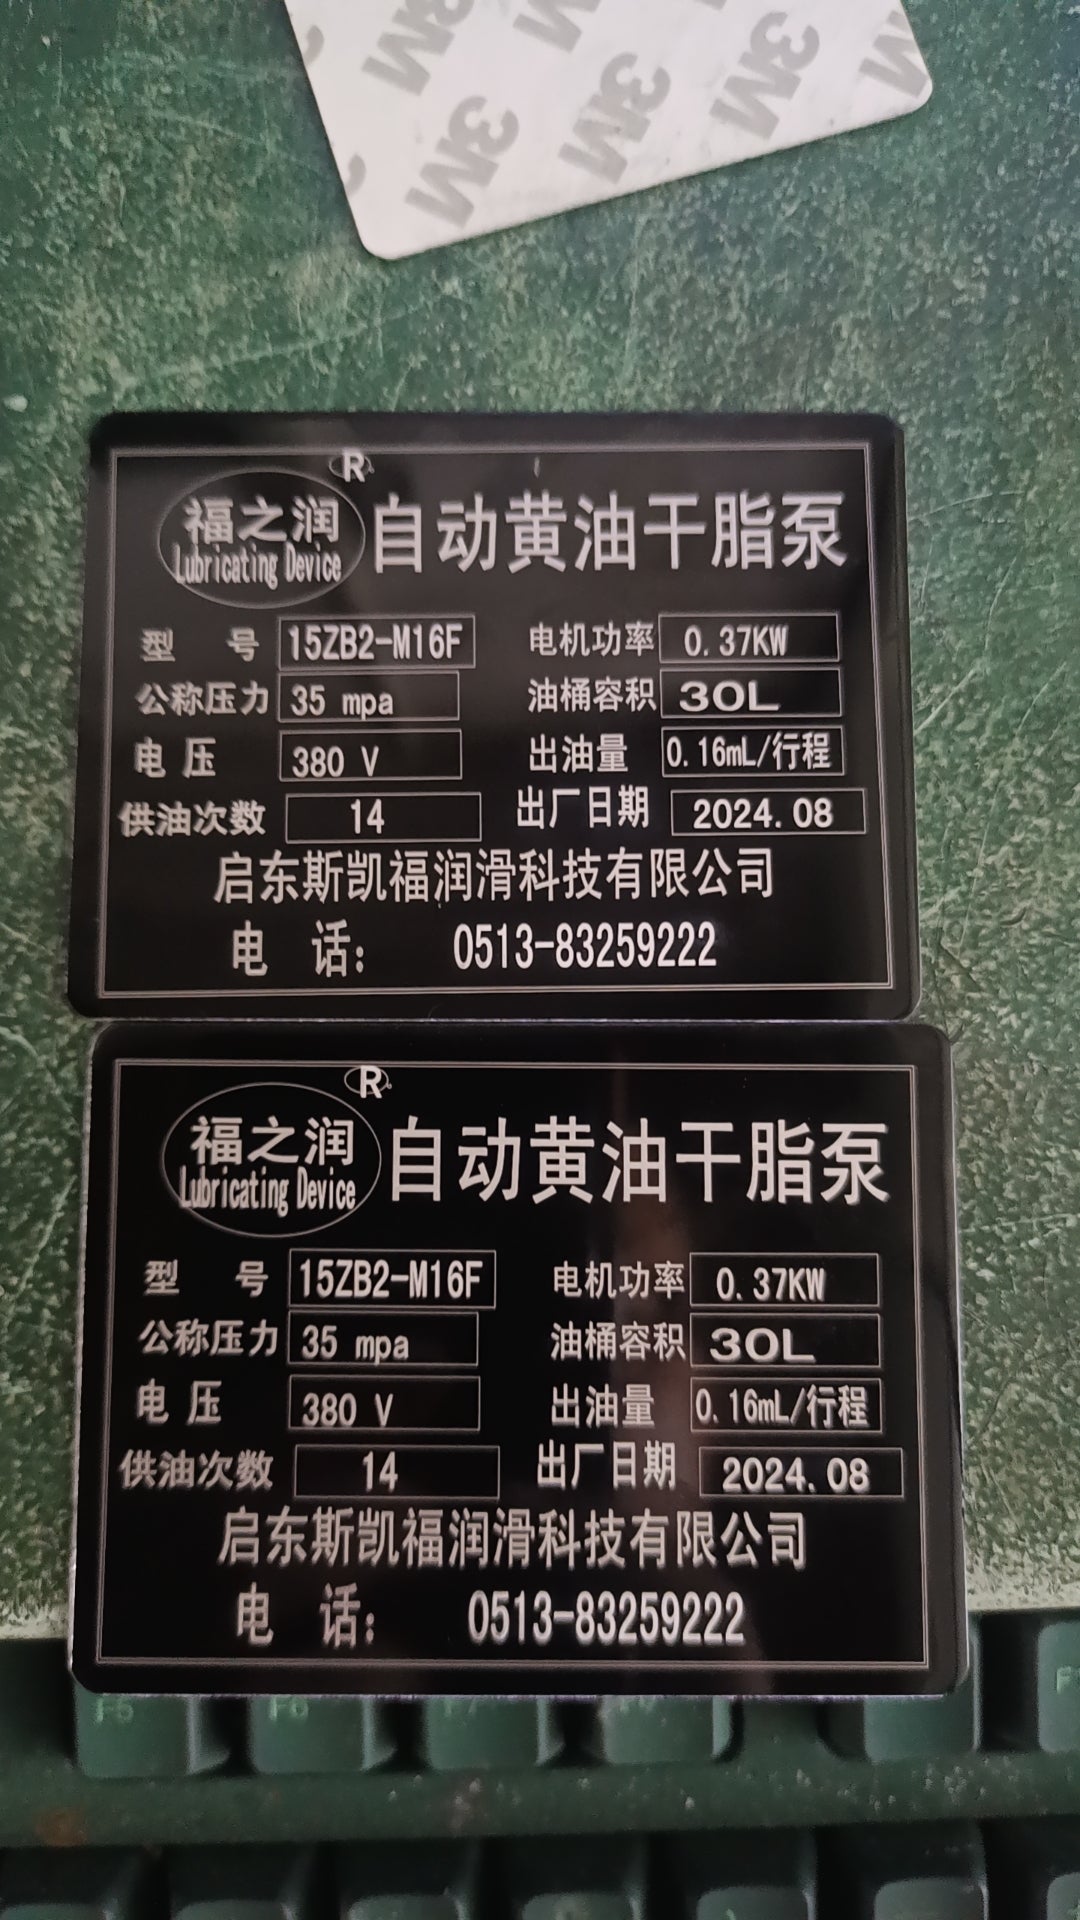 3M 3M 3M
3M 3M 3M
R
福之润 自动黄油干脂泵
Lubricating Device
型 号 15ZB2-M16F 电机功率 0.37KW
公称压力 35 mpa 油桶容积 30L
电压 380 V 出油量 0.16mL/行程
供油次数 14 出厂日期 2024.08
启东斯凯福润滑科技有限公司
电 话: 0513-83259222
R
福之润 自动黄油干脂泵
Lubricating Device
型 号 15ZB2-M16F 电机功率 0.37KW
公称压力 35 mpa 油桶容积 30L
电压 380 V 出油量 0.16mL/行程
供油次数 14 出厂日期 2024.08
启东斯凯福润滑科技有限公司
电 话: 0513-83259222
F5 F6 F7